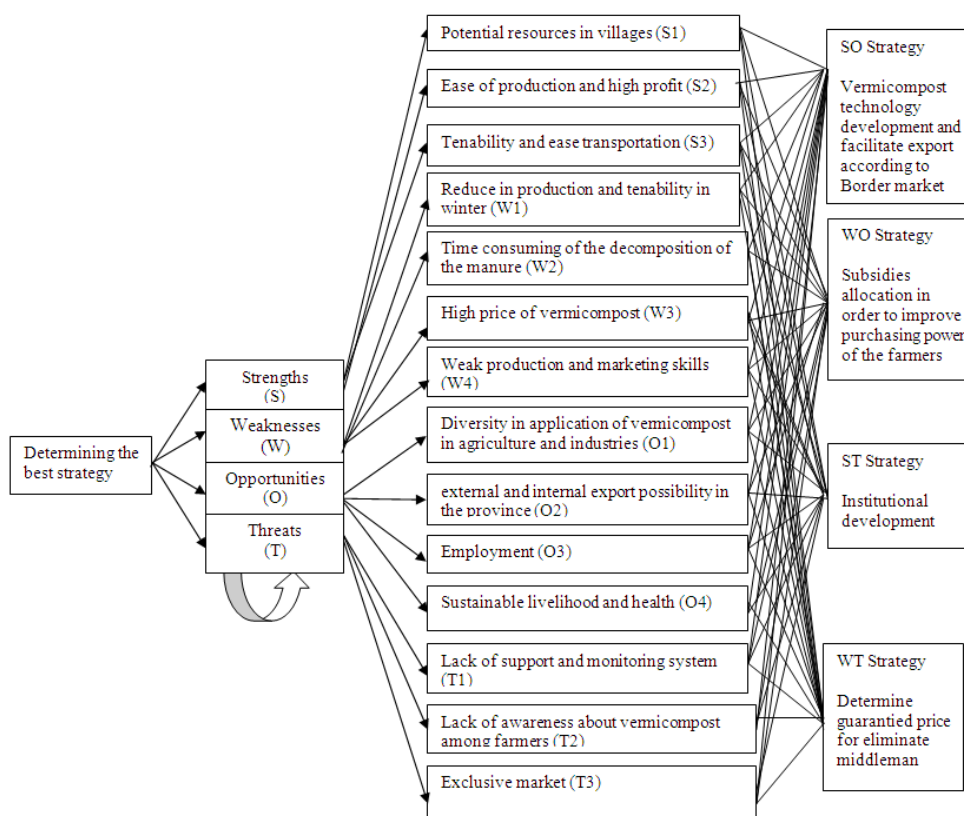 Determining the
best strategy
Strengths
(S)
Weaknesses
(W)
Opportunities
(O)
Threats
(T)
Potential resources in villages (S1)
Ease of production and high profit (S2)
Tenability and ease transportation (S3)
Reduce in production and tenability in
winter (W1)
Time consuming of the decomposition of
the manure (W2)
High price of vermicompost (W3)
Weak production and marketing skills
(W4)
Diversity in application of vermicompost
in agriculture and industries (O1)
external and internal export possibility in
the province (O2)
Employment (O3)
Sustainable livelihood and health (O4)
Lack of support and monitoring system
(T1)
Lack of awareness about vermicompost
among farmers (T2)
Exclusive market (T3)
SO Strategy
Vermicompost
technology
development and
facilitate export
according to
Border market
WO Strategy
Subsidies
allocation in
order to improve
purchasing power
of the farmers
ST Strategy
Institutional
development
WT Strategy
Determine
guarantied price
for eliminate
middleman